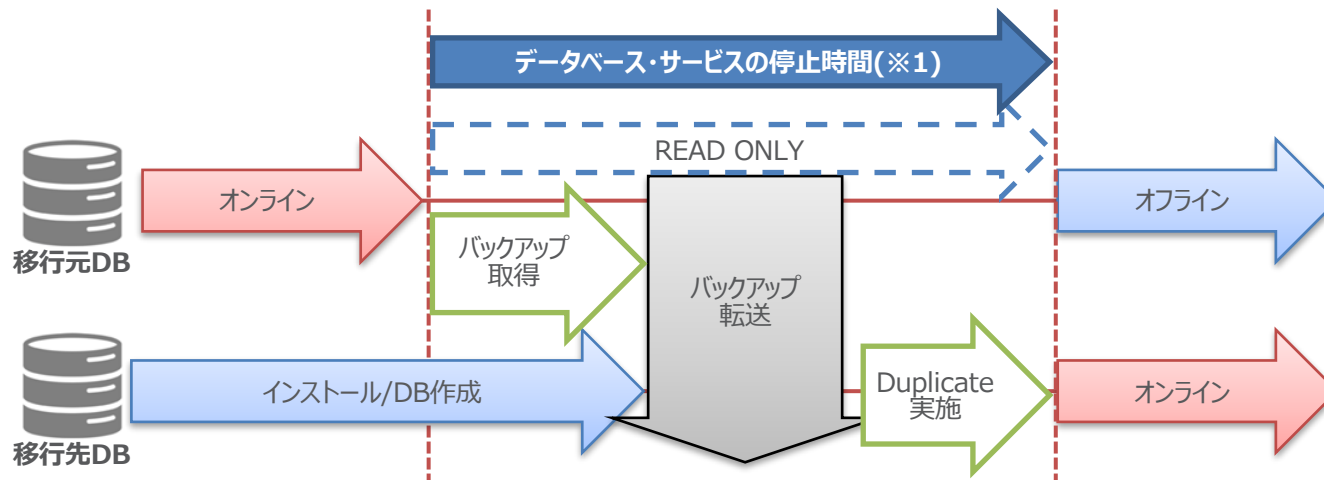 データベース・サービスの停止時間(※1)
READ ONLY
オンライン
オフライン
移行元DB
バックアップ
取得
バックアップ
転送
インストール/DB作成
Duplicate
実施
オンライン
移行先DB